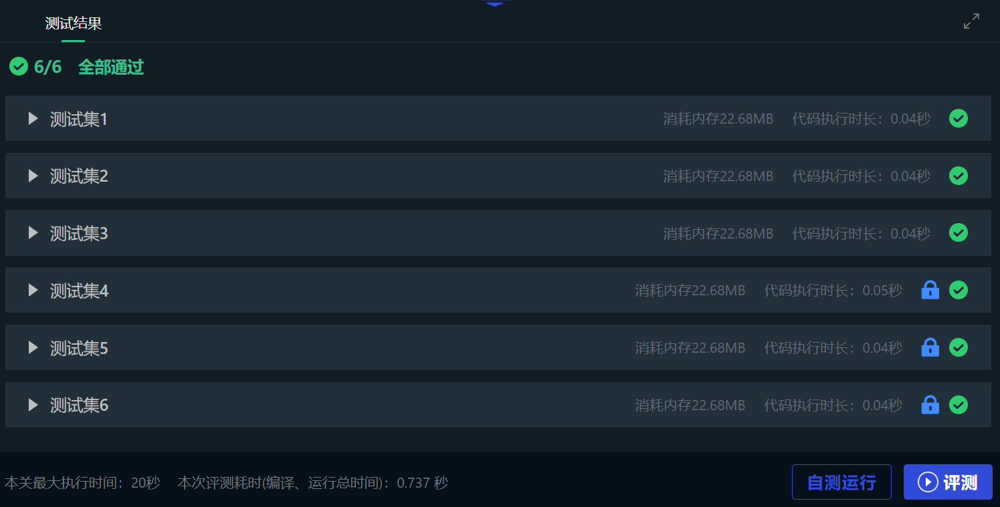 测试结果
6/6 全部通过
测试集1 消耗内存22.68MB 代码执行时长：0.04秒
测试集2 消耗内存22.68MB 代码执行时长：0.04秒
测试集3 消耗内存22.68MB 代码执行时长：0.04秒
测试集4 消耗内存22.68MB 代码执行时长：0.05秒
测试集5 消耗内存22.68MB 代码执行时长：0.04秒
测试集6 消耗内存22.68MB 代码执行时长：0.04秒
本关最大执行时间：20秒 本次评测耗时(编译、运行总时间)：0.737 秒 自测运行 评测